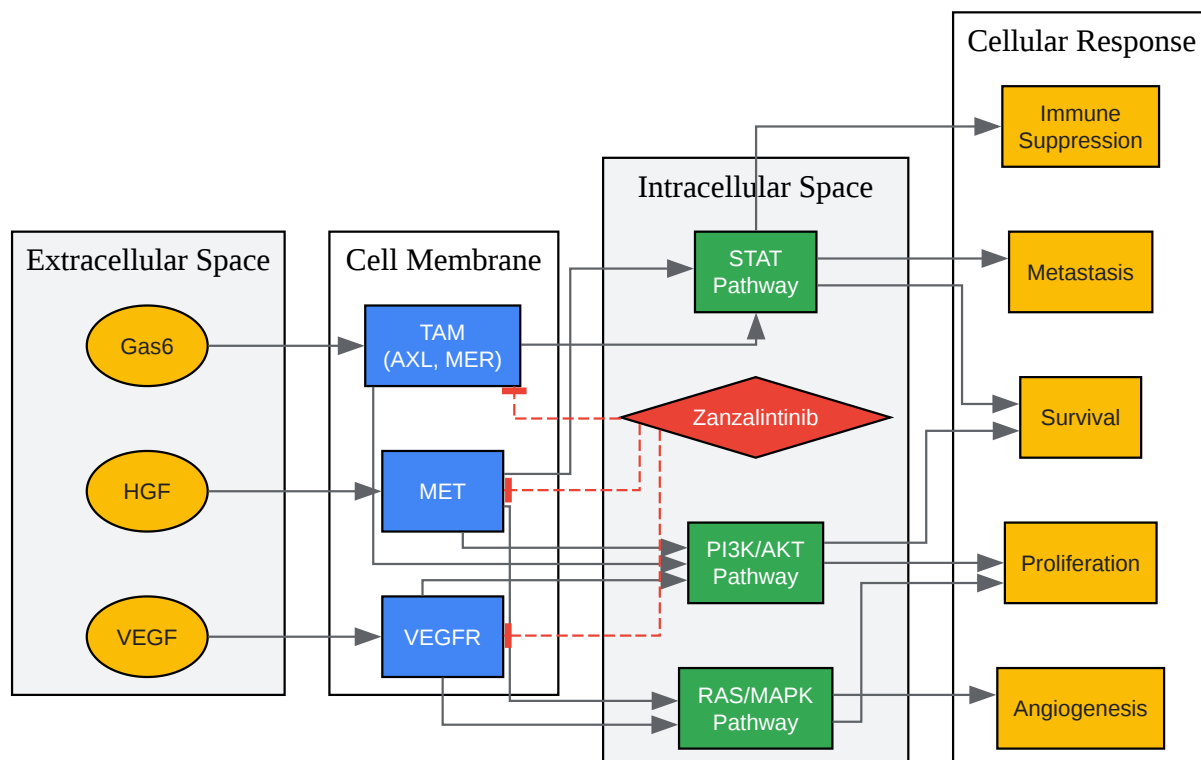 Cellular Response
Immune
Suppression
Intracellular Space
Extracellular Space
Cell Membrane
STAT
Pathway
Metastasis
Gas6
TAM
(AXL, MER)
Zanzalintinib
Survival
HGF
MET
PI3K/AKT
Pathway
Proliferation
VEGF
VEGFR
RAS/MAPK
Pathway
Angiogenesis